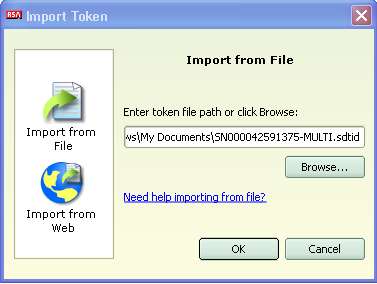 RSA Import Token
Import from File
Enter token file path or click Browse:
ws\My Documents\SN000042591375-MULTI.sdtid
Browse...
Need help importing from file?
Import from
File
Import from
Web
OK Cancel